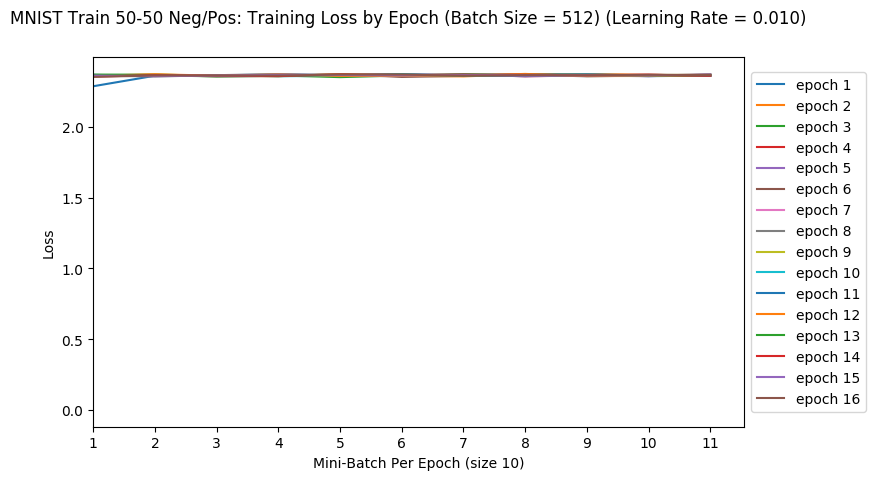 MNIST Train 50-50 Neg/Pos: Training Loss by Epoch (Batch Size = 512) (Learning Rate = 0.010)
2.0
1.5
1.0
0.5
0.0
Loss
1 2 3 4 5 6 7 8 9 10 11
Mini-Batch Per Epoch (size 10)
epoch 1
epoch 2
epoch 3
epoch 4
epoch 5
epoch 6
epoch 7
epoch 8
epoch 9
epoch 10
epoch 11
epoch 12
epoch 13
epoch 14
epoch 15
epoch 16